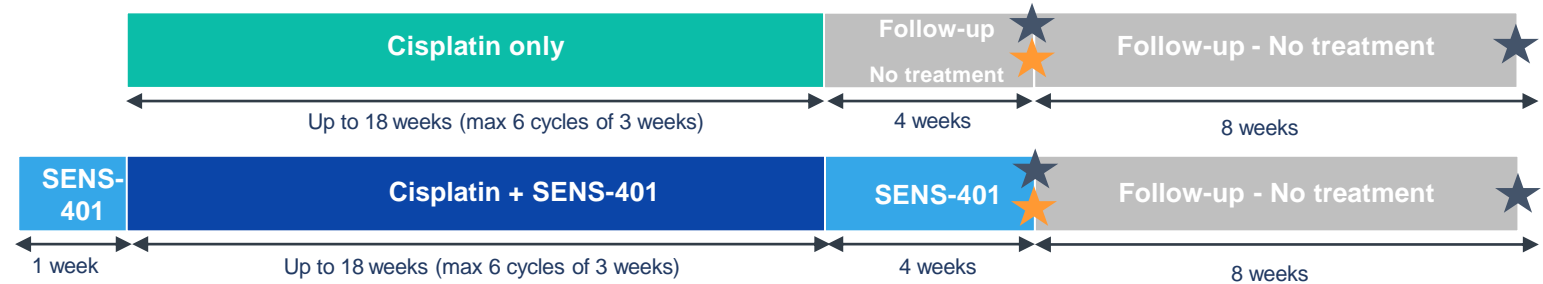 Cisplatin only
Follow-up
No treatment
Follow-up - No treatment
Up to 18 weeks (max 6 cycles of 3 weeks)
4 weeks
8 weeks
SENS-
401
Cisplatin + SENS-401
SENS-401
Follow-up - No treatment
1 week
Up to 18 weeks (max 6 cycles of 3 weeks)
4 weeks
8 weeks